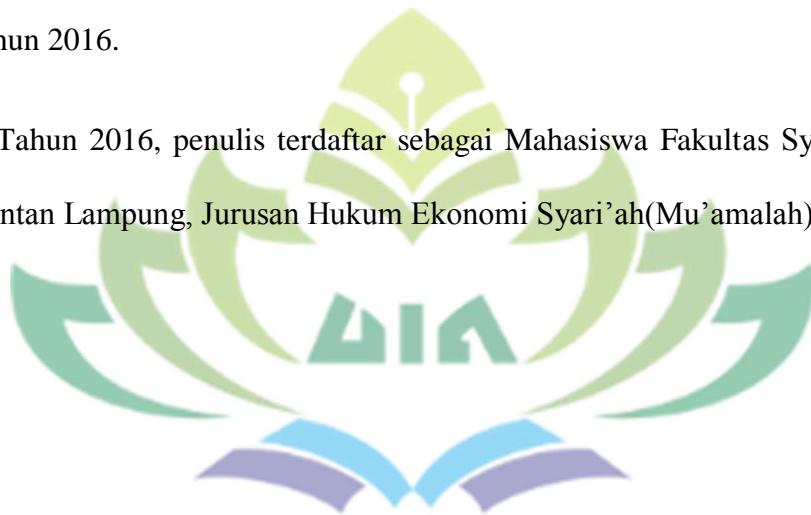 hun 2016.
Tahun 2016, penulis terdaftar sebagai Mahasiswa Fakultas Sy
ntan Lampung, Jurusan Hukum Ekonomi Syari’ah(Mu’amalah)
UIN